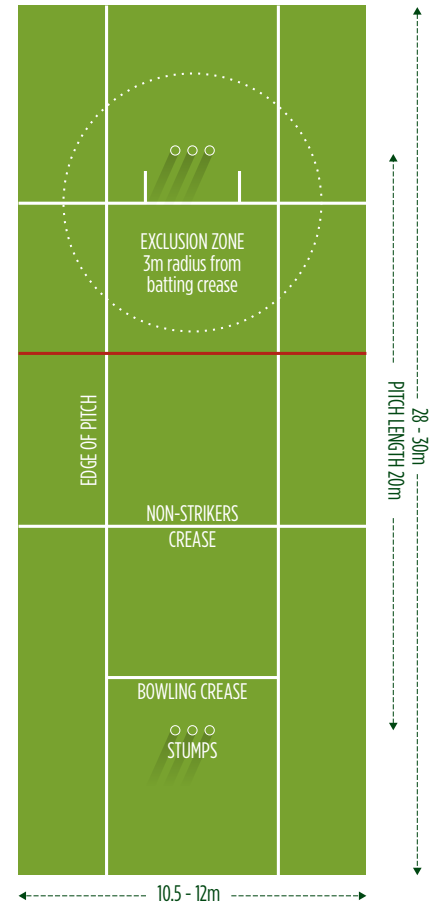 EXCLUSION ZONE
3m radius from
batting crease
EDGE OF PITCH
PITCH LENGTH 20m
28 - 30m
NON-STRIKERS
CREASE
BOWLING CREASE
STUMPS
10.5 - 12m